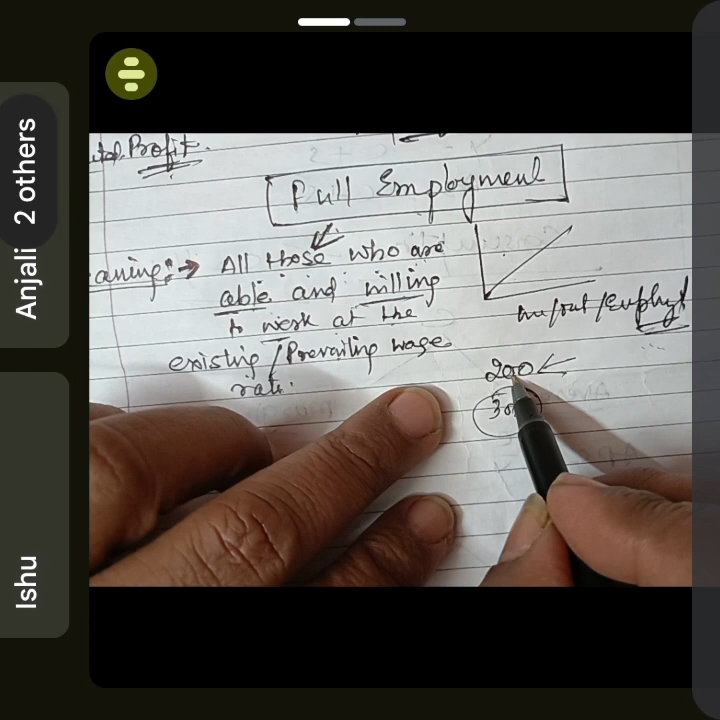 Profit.
Full Employment
aning:→ All those who are
able and willing
to work at the
existing / Prevailing wage
rate.
200
Anjali 2 others
Ishu